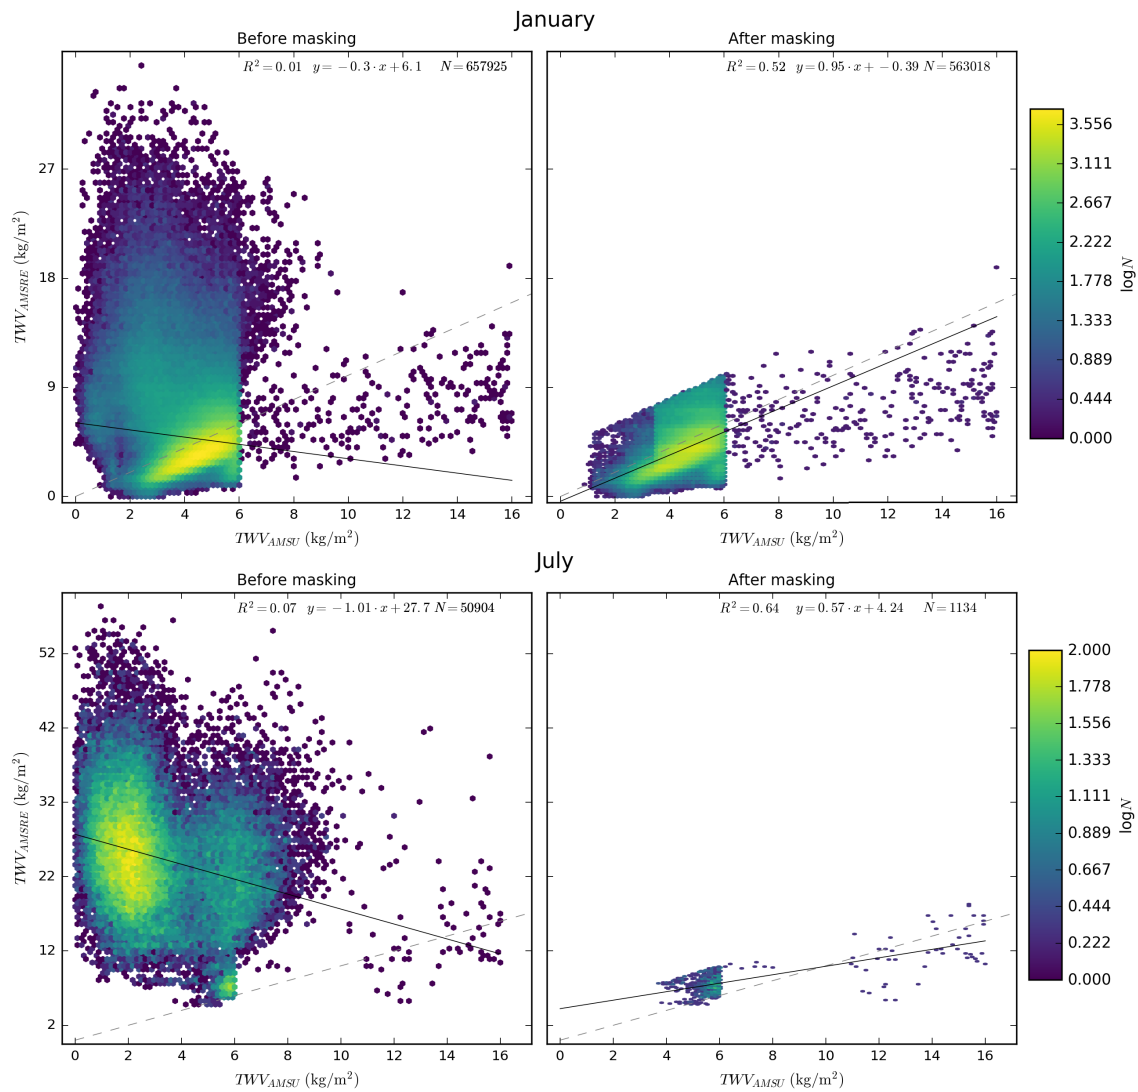 January
Before masking
After masking
R² = 0.01 y = −0.3 · x + 6.1 N = 657925
R² = 0.52 y = 0.95 · x + −0.39 N = 563018
27
18
9
0
TWV_AMSRE (kg/m²)
0 2 4 6 8 10 12 14 16
TWV_AMSU (kg/m²)
0 2 4 6 8 10 12 14 16
TWV_AMSU (kg/m²)
3.556
3.111
2.667
2.222
1.778
1.333
0.889
0.444
0.000
log N
July
Before masking
After masking
R² = 0.07 y = −1.01 · x + 27.7 N = 50904
R² = 0.64 y = 0.57 · x + 4.24 N = 1134
52
42
32
22
12
2
TWV_AMSRE (kg/m²)
0 2 4 6 8 10 12 14 16
TWV_AMSU (kg/m²)
0 2 4 6 8 10 12 14 16
TWV_AMSU (kg/m²)
2.000
1.778
1.556
1.333
1.111
0.889
0.667
0.444
0.222
0.000
log N